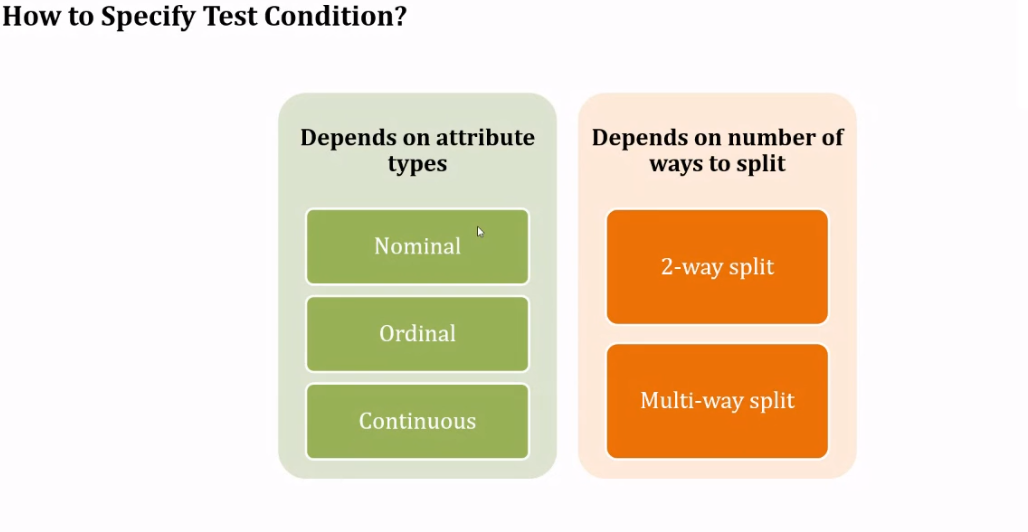 How to Specify Test Condition?
Depends on attribute
types
Nominal
Ordinal
Continuous
Depends on number of
ways to split
2-way split
Multi-way split